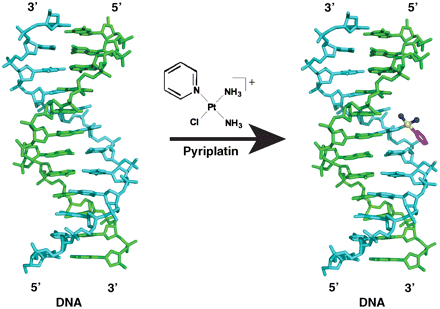 3’ 5’ 3’ 5’
+
N NH₃
Pt
Cl NH₃
Pyriplatin
5’ 3’ 5’ 3’
DNA DNA